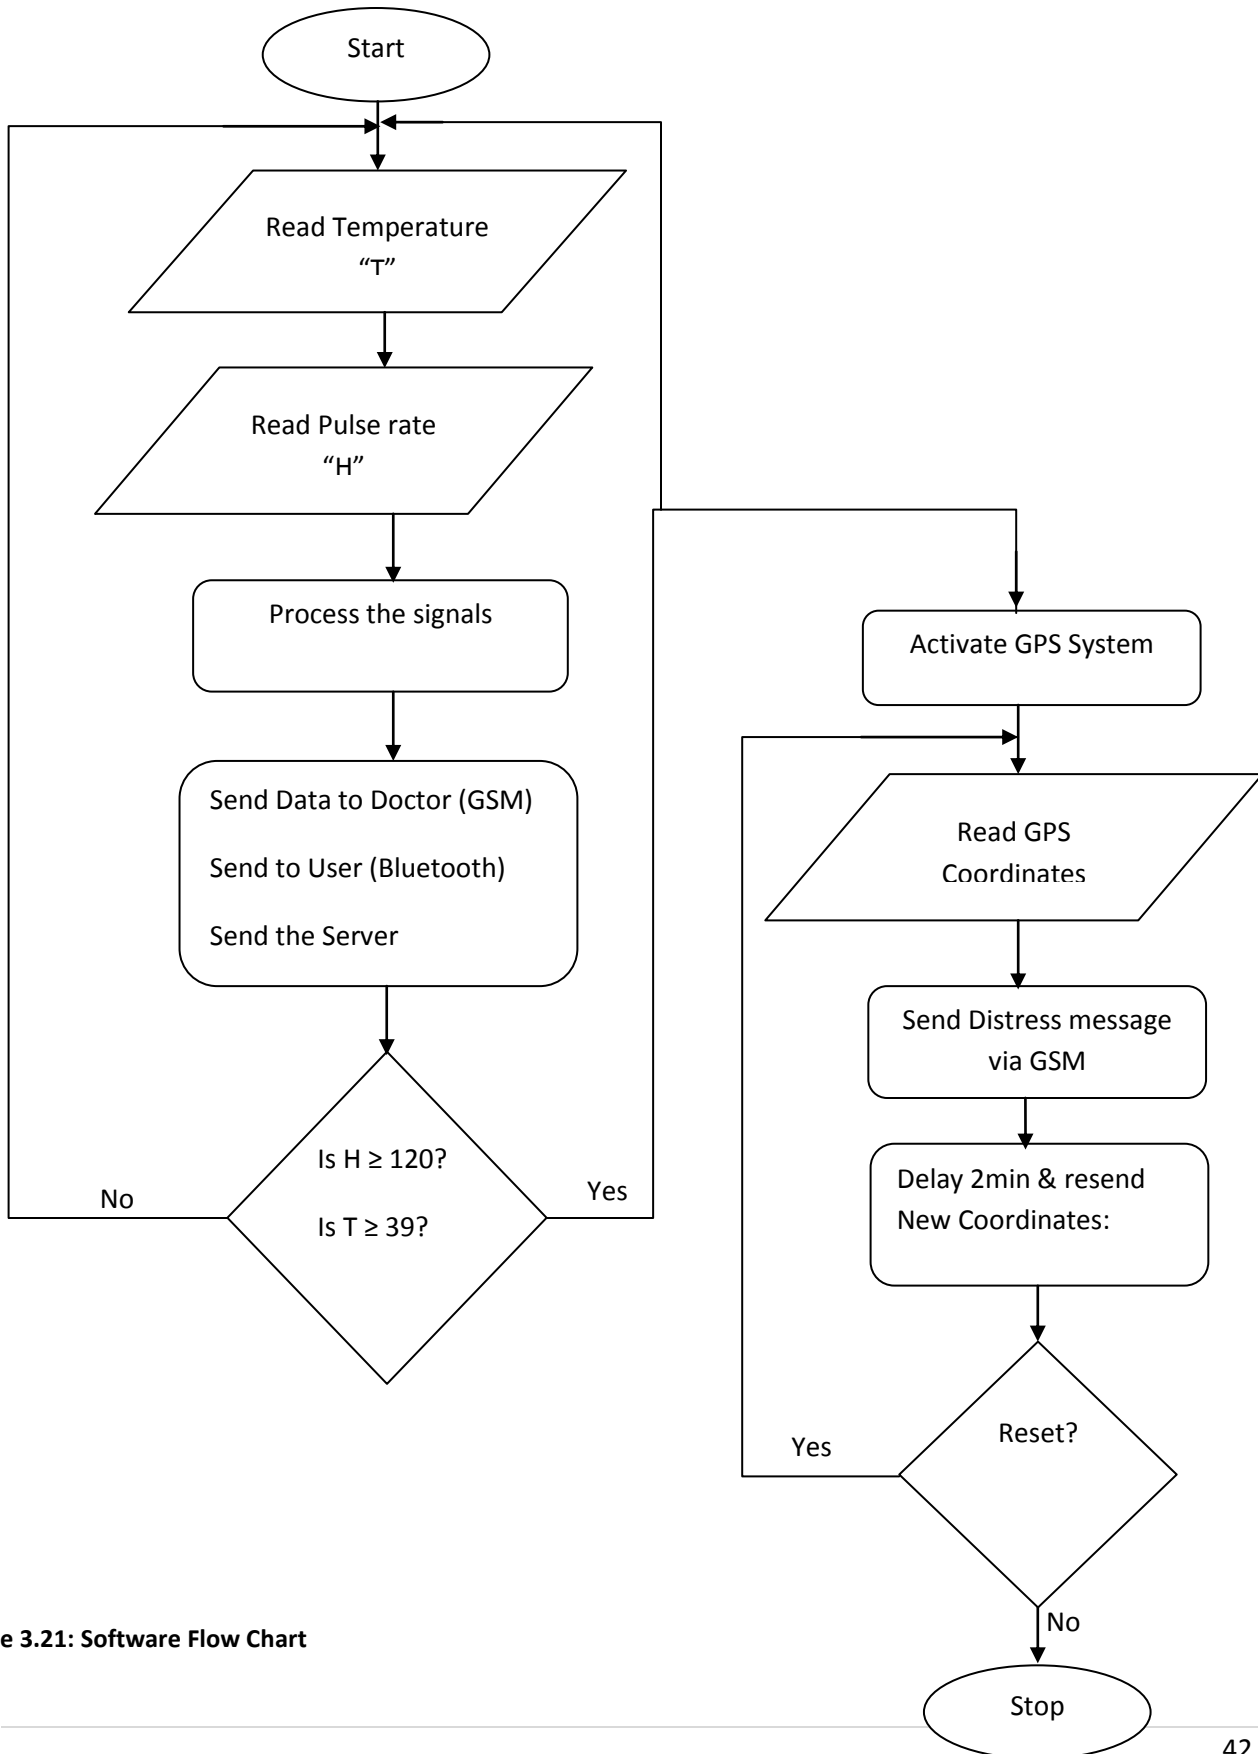 Start
Read Temperature
“T”
Read Pulse rate
“H”
Process the signals
Send Data to Doctor (GSM)
Send to User (Bluetooth)
Send the Server
Is H ≥ 120?
Is T ≥ 39?
No
Yes
Activate GPS System
Read GPS
Coordinates
Send Distress message
via GSM
Delay 2min & resend
New Coordinates:
Reset?
Yes
No
Stop
e 3.21: Software Flow Chart
42